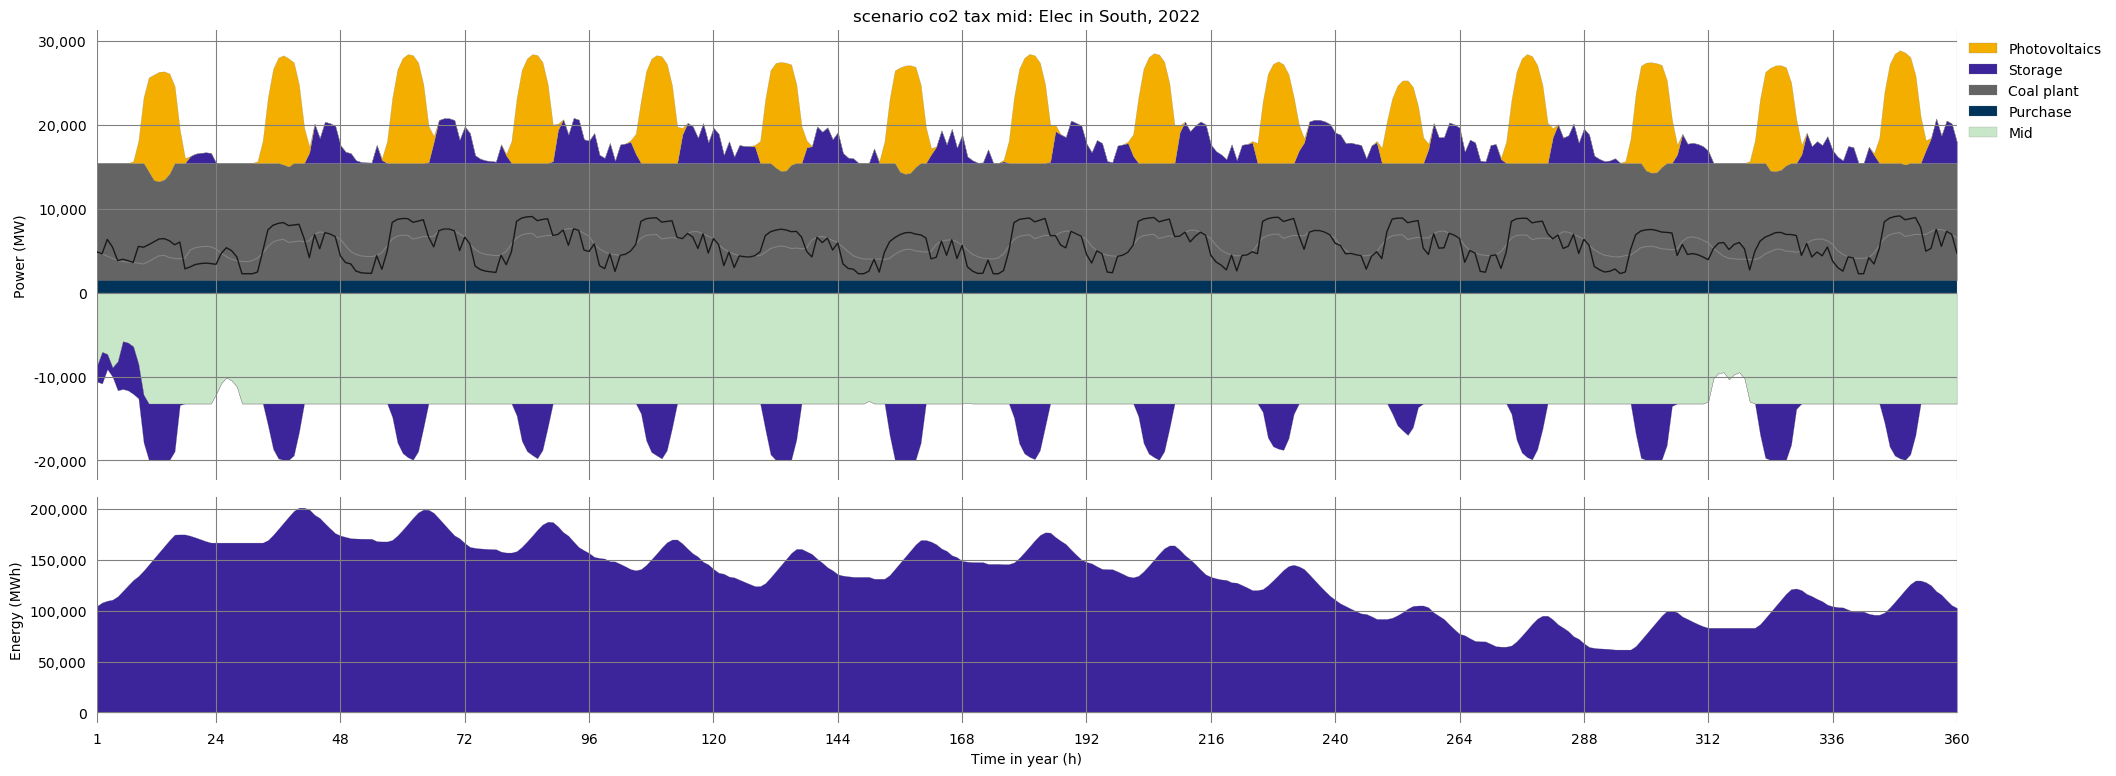 scenario co2 tax mid: Elec in South, 2022
30,000
20,000
10,000
0
-10,000
-20,000
Power (MW)
Photovoltaics
Storage
Coal plant
Purchase
Mid
200,000
150,000
100,000
50,000
0
Energy (MWh)
1 24 48 72 96 120 144 168 192 216 240 264 288 312 336 360
Time in year (h)